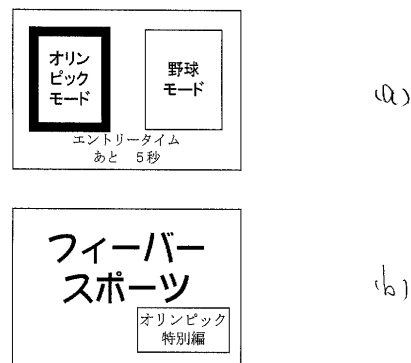 オリン
ピック
モード
野球
モード
エントリータイム
あと 5秒
(a)
フィーバー
スポーツ
オリンピック
特別編
(b)